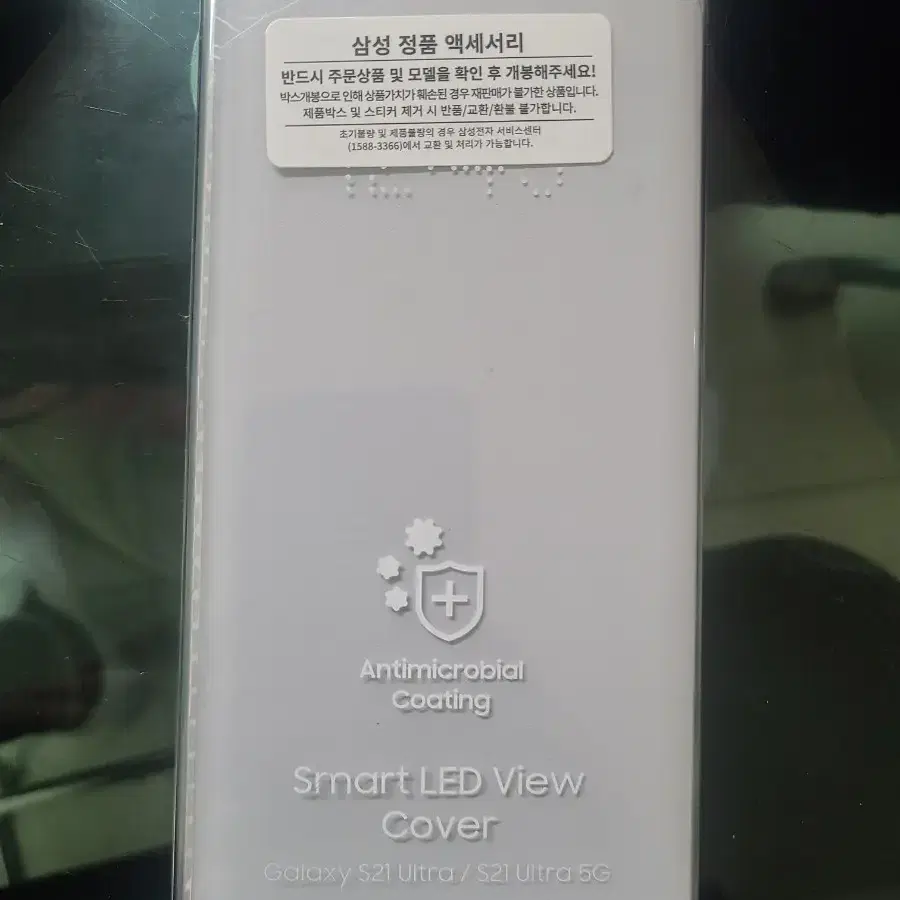 삼성 정품 액세서리
반드시 주문상품 및 모델을 확인 후 개봉해주세요!
박스개봉으로 인해 상품가치가 훼손된 경우 재판매가 불가한 상품입니다.
제품박스 및 스티커 제거 시 반품/교환/환불 불가합니다.
초기불량 및 제품불량의 경우 삼성전자 서비스센터
(1588-3366)에서 교환 및 처리가 가능합니다.
Antimicrobial
Coating
Smart LED View
Cover
Galaxy S21 Ultra / S21 Ultra 5G